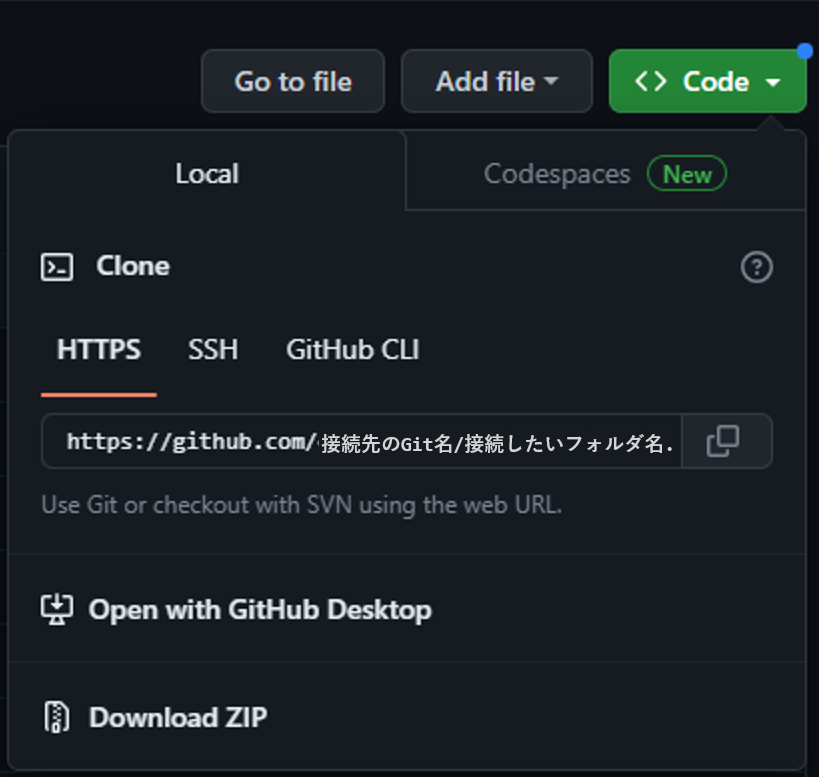 Go to file Add file <> Code
Local Codespaces New
Clone
HTTPS SSH GitHub CLI
https://github.com/接続先のGit名/接続したいフォルダ名.
Use Git or checkout with SVN using the web URL.
Open with GitHub Desktop
Download ZIP